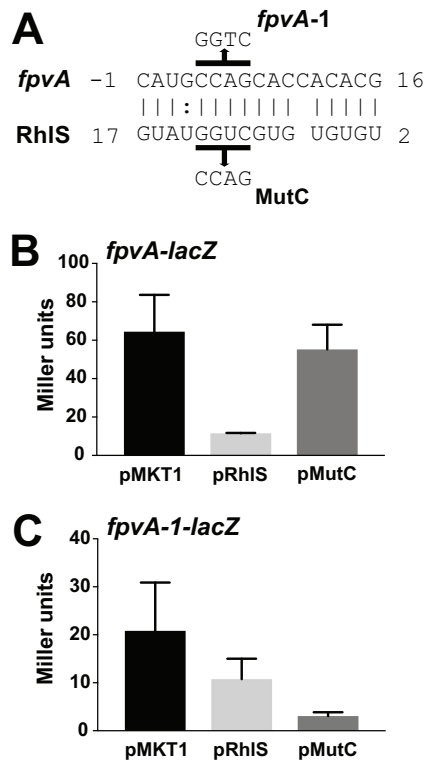 A
fpvA-1
GGTC
fpvA -1 CAUGCCAGCACCACACG 16
|||:||||||| |||||
RhlS 17 GUAUGGUCGUG UGUGU 2
CCAG
MutC
B
fpvA-lacZ
Miller units
100
80
60
40
20
0
pMKT1 pRhlS pMutC
C
fpvA-1-lacZ
Miller units
40
30
20
10
0
pMKT1 pRhlS pMutC